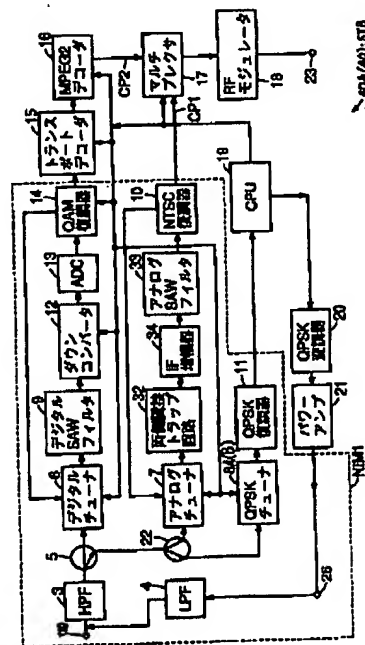 16
MPEG2
デコーダ
15
トランス
ポートデ
コーダ
14
QAM
復調器
13
ADC
12
ダウン
コンバータ
9
デジタル
SAW
フィルタ
8
デジタル
チューナ
5
3
HPF
CP2
マルチ
プレクサ
17
CP1
10
NTSC
復調器
33
アナログ
SAW
フィルタ
34
IF
増幅器
32
トラップ
回路
7
アナログ
チューナ
22
RF
モジュレータ
18
23
19
CPU
11
QPSK
復調器
QPSK
チューナ
LPF
20
QPSK
変調器
21
パワー
アンプ
26
NIM1